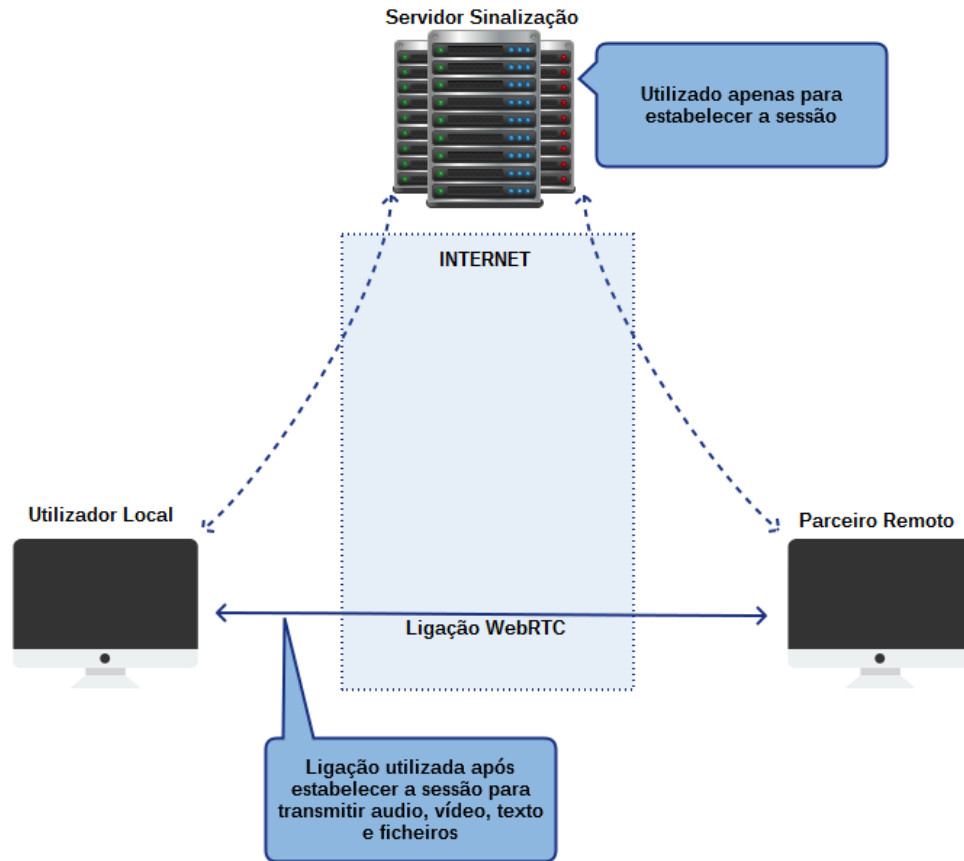 Servidor Sinalização
Utilizado apenas para
estabelecer a sessão
INTERNET
Utilizador Local
Parceiro Remoto
Ligação WebRTC
Ligação utilizada após
estabelecer a sessão para
transmitir audio, vídeo, texto
e ficheiros